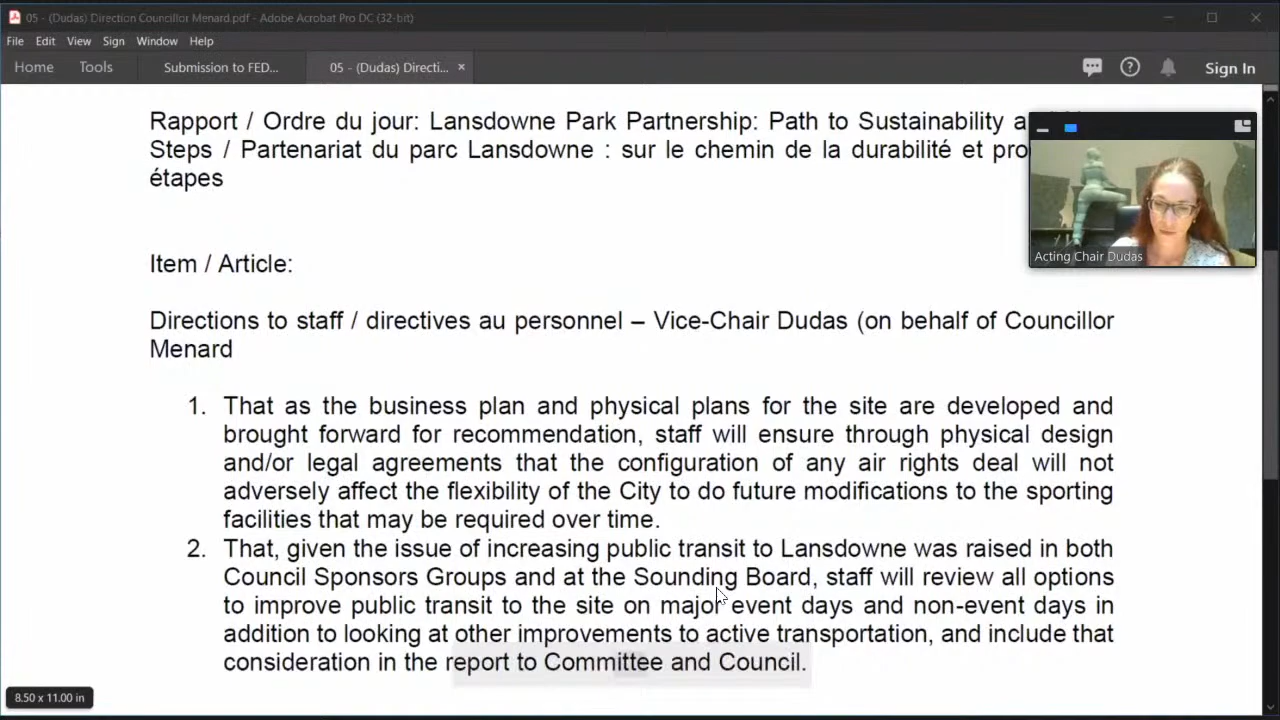 05 - (Dudas) Direction Councillor Menard.pdf - Adobe Acrobat Pro DC (32-bit)
File Edit View Sign Window Help
Home Tools Submission to FED... 05 - (Dudas) Directi... × Sign In
Rapport / Ordre du jour: Lansdowne Park Partnership: Path to Sustainability
Steps / Partenariat du parc Lansdowne : sur le chemin de la durabilité et
étapes
Acting Chair Dudas
Item / Article:
Directions to staff / directives au personnel – Vice-Chair Dudas (on behalf of Councillor
Menard
1. That as the business plan and physical plans for the site are developed and
brought forward for recommendation, staff will ensure through physical design
and/or legal agreements that the configuration of any air rights deal will not
adversely affect the flexibility of the City to do future modifications to the sporting
facilities that may be required over time.
2. That, given the issue of increasing public transit to Lansdowne was raised in both
Council Sponsors Groups and at the Sounding Board, staff will review all options
to improve public transit to the site on major event days and non-event days in
addition to looking at other improvements to active transportation, and include that
consideration in the report to Committee and Council.
8.50 x 11.00 in